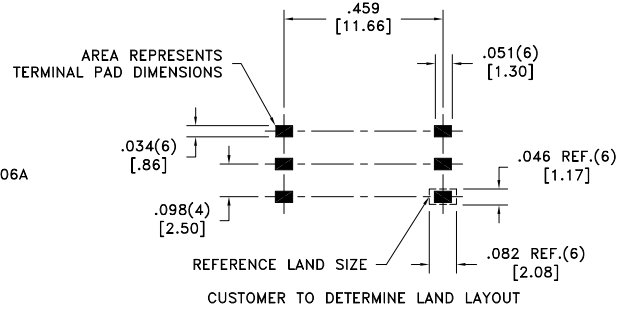 .459
[11.66]
AREA REPRESENTS
TERMINAL PAD DIMENSIONS
.051(6)
[1.30]
.034(6)
[.86]
.046 REF.(6)
[1.17]
06A
.098(4)
[2.50]
REFERENCE LAND SIZE
.082 REF.(6)
[2.08]
CUSTOMER TO DETERMINE LAND LAYOUT